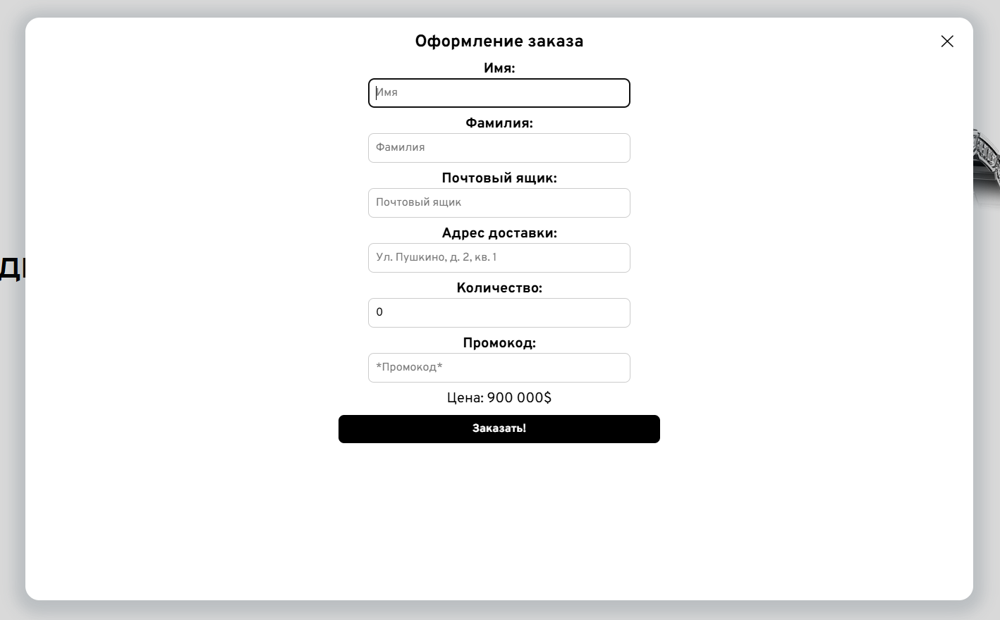 Оформление заказа
Имя:
Имя
Фамилия:
Фамилия
Почтовый ящик:
Почтовый ящик
Адрес доставки:
Ул. Пушкино, д. 2, кв. 1
Количество:
0
Промокод:
*Промокод*
Цена: 900 000$
Заказать!